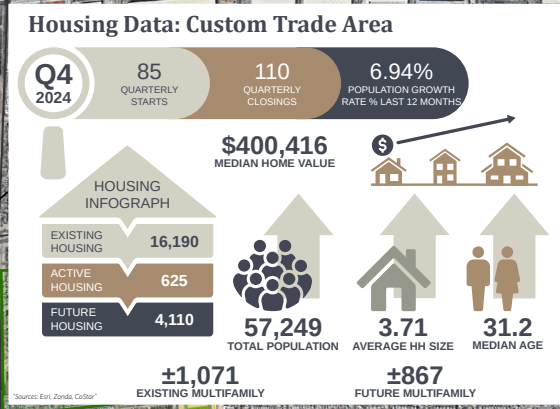 Housing Data: Custom Trade Area
Q4
2024
85
QUARTERLY
STARTS
110
QUARTERLY
CLOSINGS
6.94%
POPULATION GROWTH
RATE % LAST 12 MONTHS
$400,416
MEDIAN HOME VALUE
$
HOUSING
INFOGRAPH
EXISTING
HOUSING
16,190
ACTIVE
HOUSING
625
FUTURE
HOUSING
4,110
57,249
TOTAL POPULATION
3.71
AVERAGE HH SIZE
31.2
MEDIAN AGE
±1,071
EXISTING MULTIFAMILY
±867
FUTURE MULTIFAMILY
"Sources: Esri, Zonda, CoStar"